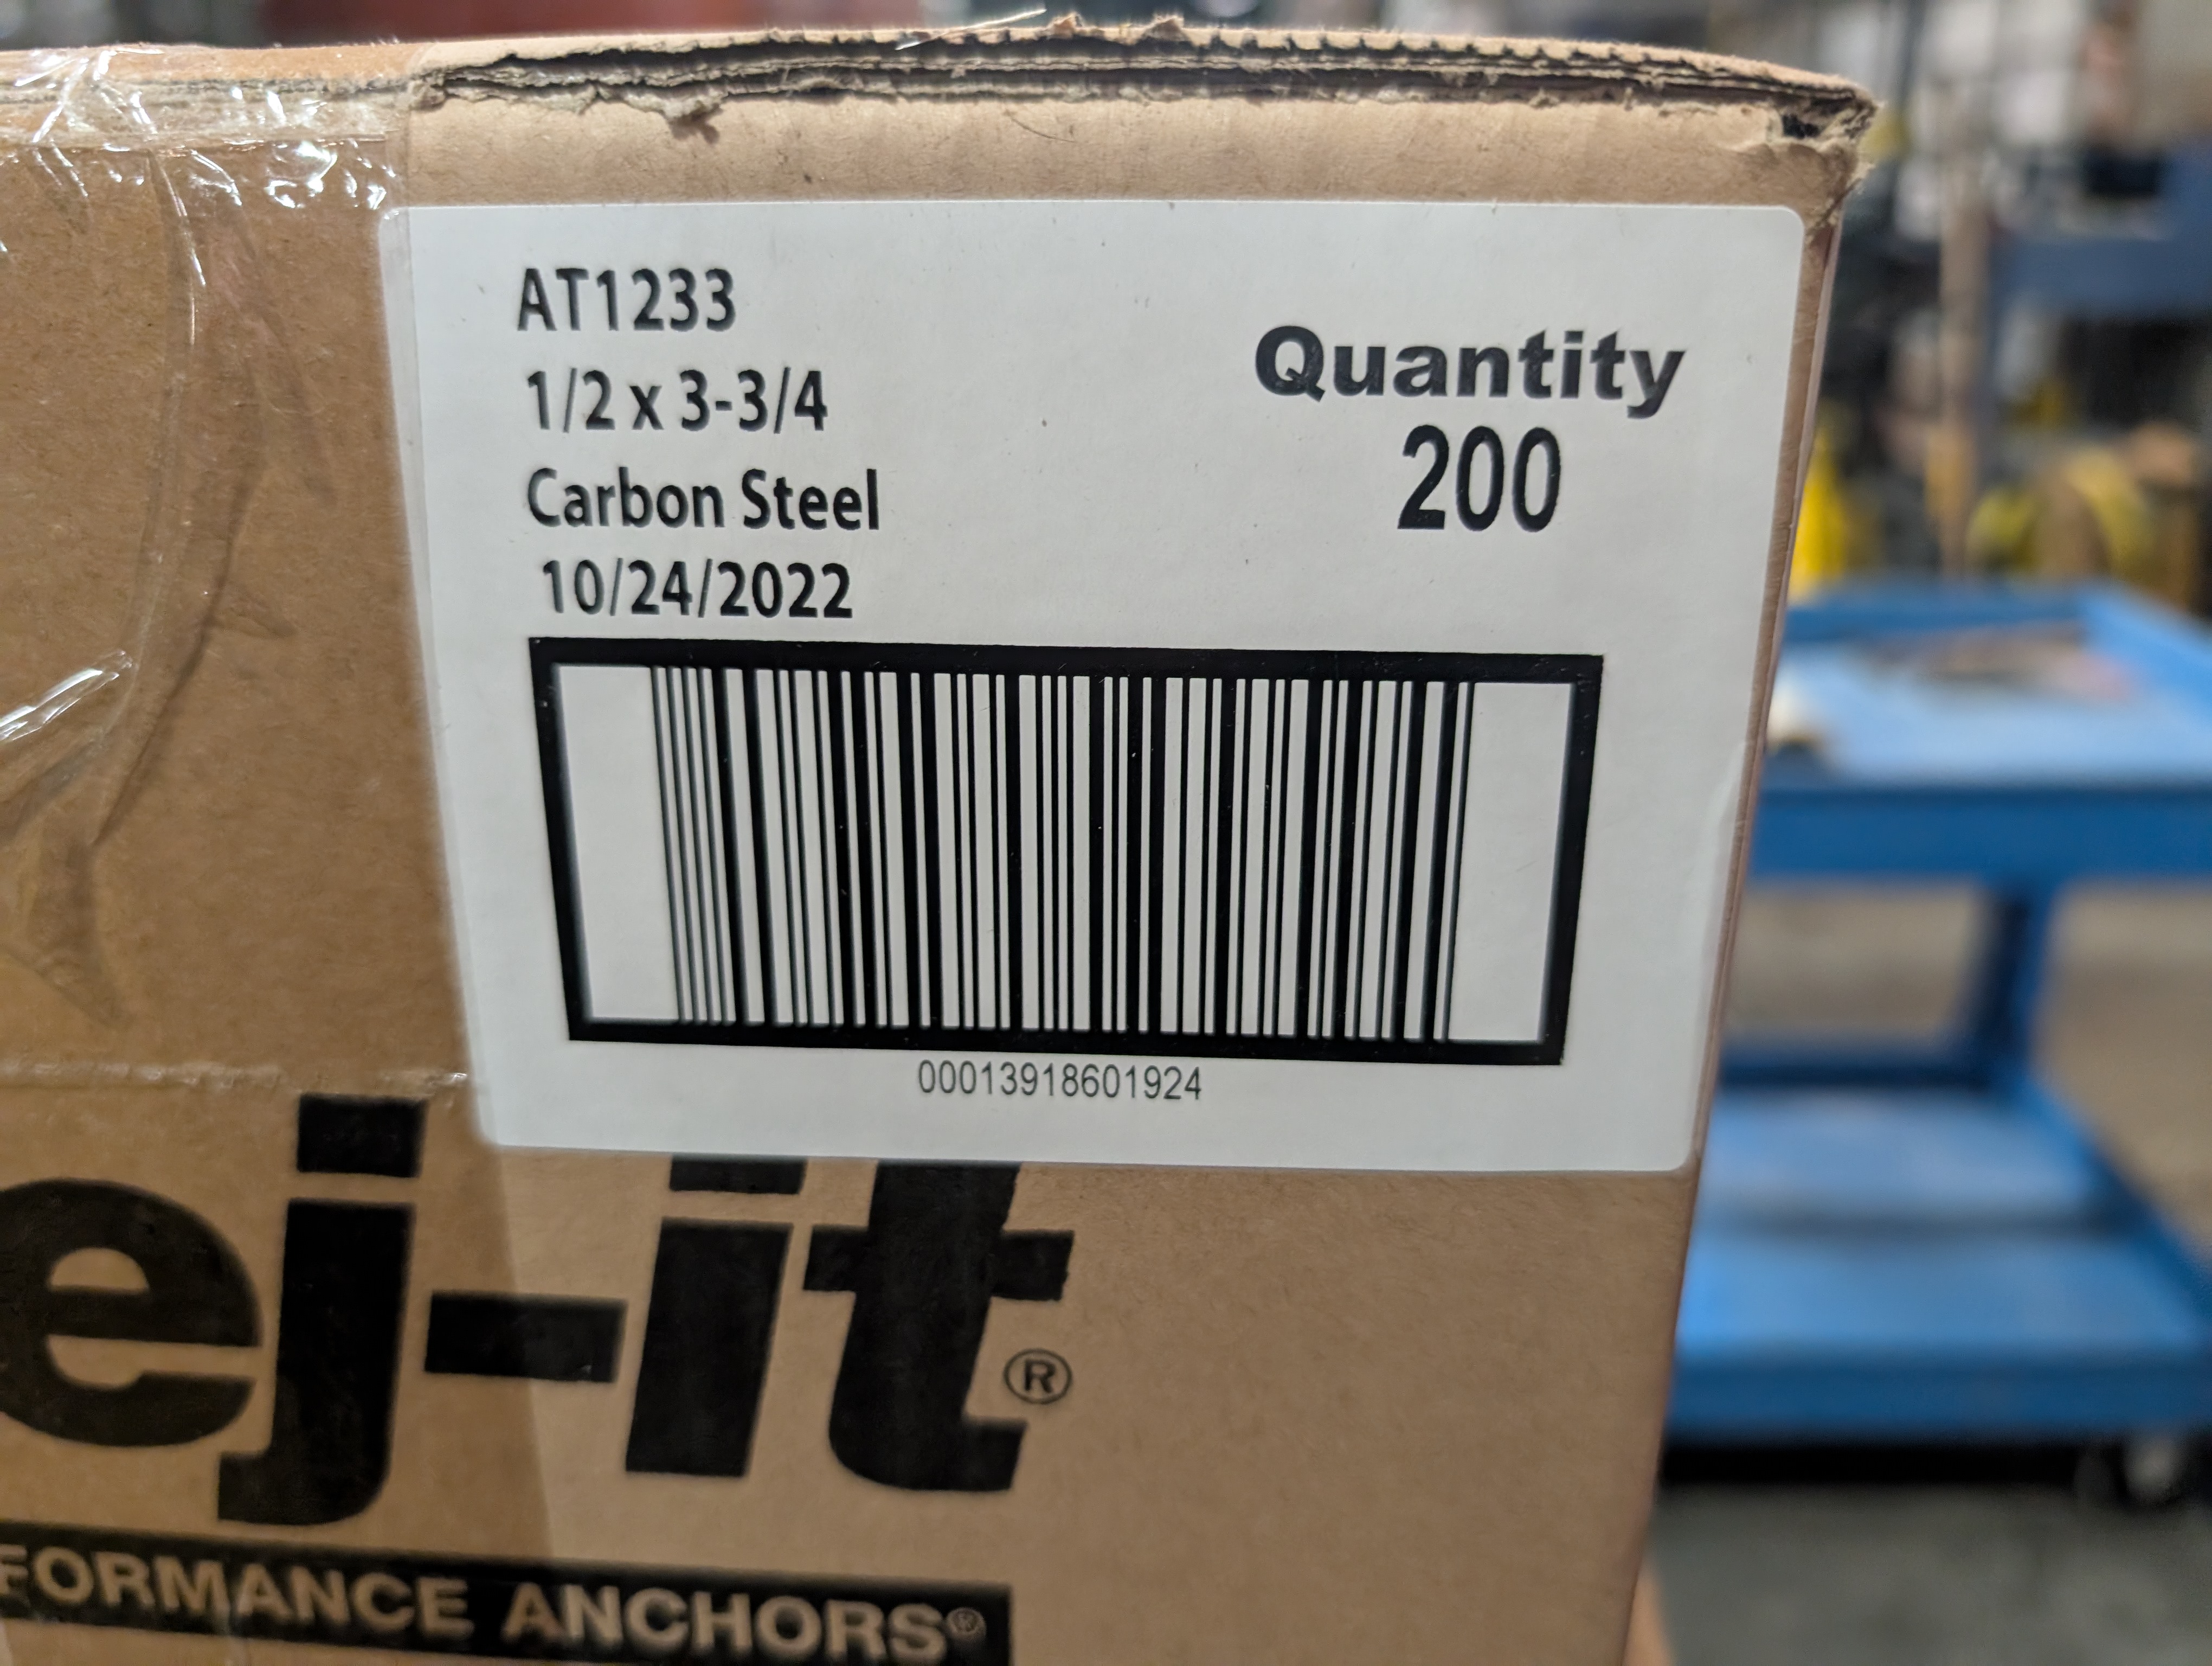 AT1233
1/2 x 3-3/4
Carbon Steel
10/24/2022
Quantity
200
00013918601924
ej-it®
FORMANCE ANCHORS®